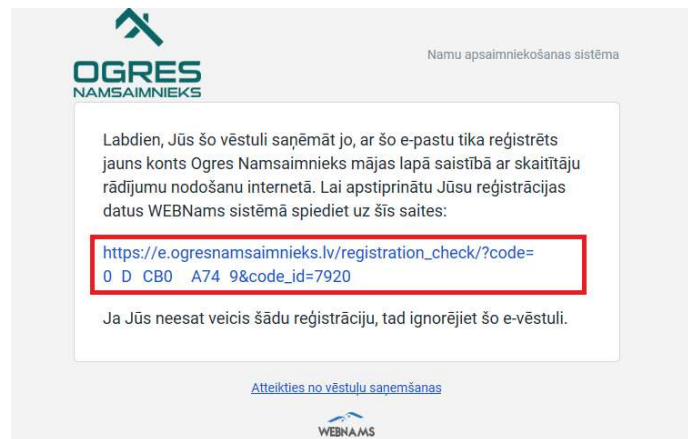 OGRES
NAMSAIMNIEKS
Namu apsaimniekošanas sistēma
Labdien, Jūs šo vēstuli saņēmāt jo, ar šo e-pastu tika reģistrēts
jauns konts Ogres Namsaimnieks mājas lapā saistībā ar skaitītāju
rādījumu nodošanu internetā. Lai apstiprinātu Jūsu reģistrācijas
datus WEBNams sistēmā spiediet uz šīs saites:
https://e.ogresnamsaimnieks.lv/registration_check/?code=
0 D CB0 A74 9&code_id=7920
Ja Jūs neesat veicis šādu reģistrāciju, tad ignorējiet šo e-vēstuli.
Atteikties no vēstuļu saņemšanas
WEBNAMS